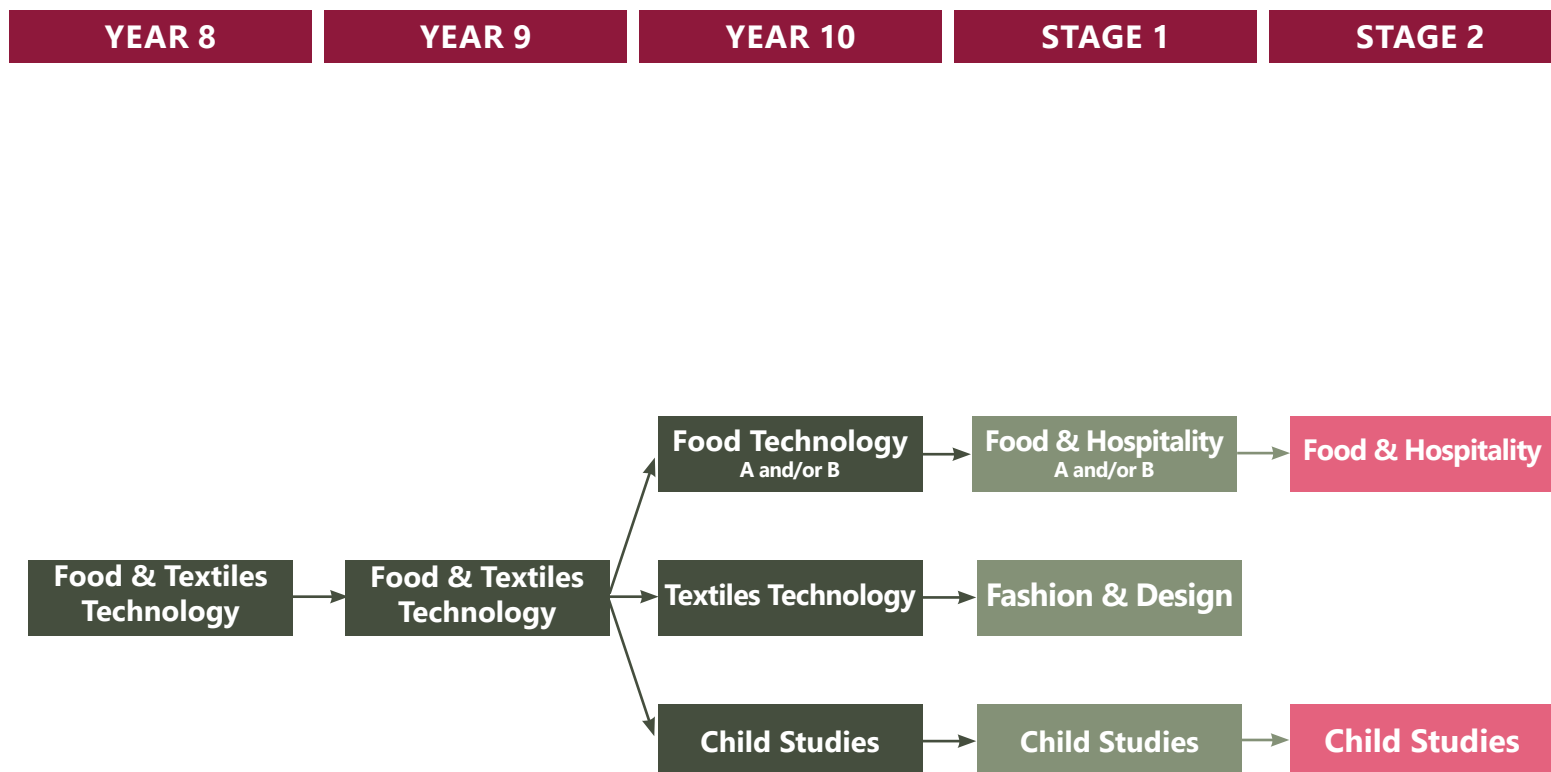 YEAR 8
YEAR 9
YEAR 10
STAGE 1
STAGE 2
Food Technology
A and/or B
Food & Hospitality
A and/or B
Food & Hospitality
Food & Textiles
Technology
Food & Textiles
Technology
Textiles Technology
Fashion & Design
Child Studies
Child Studies
Child Studies